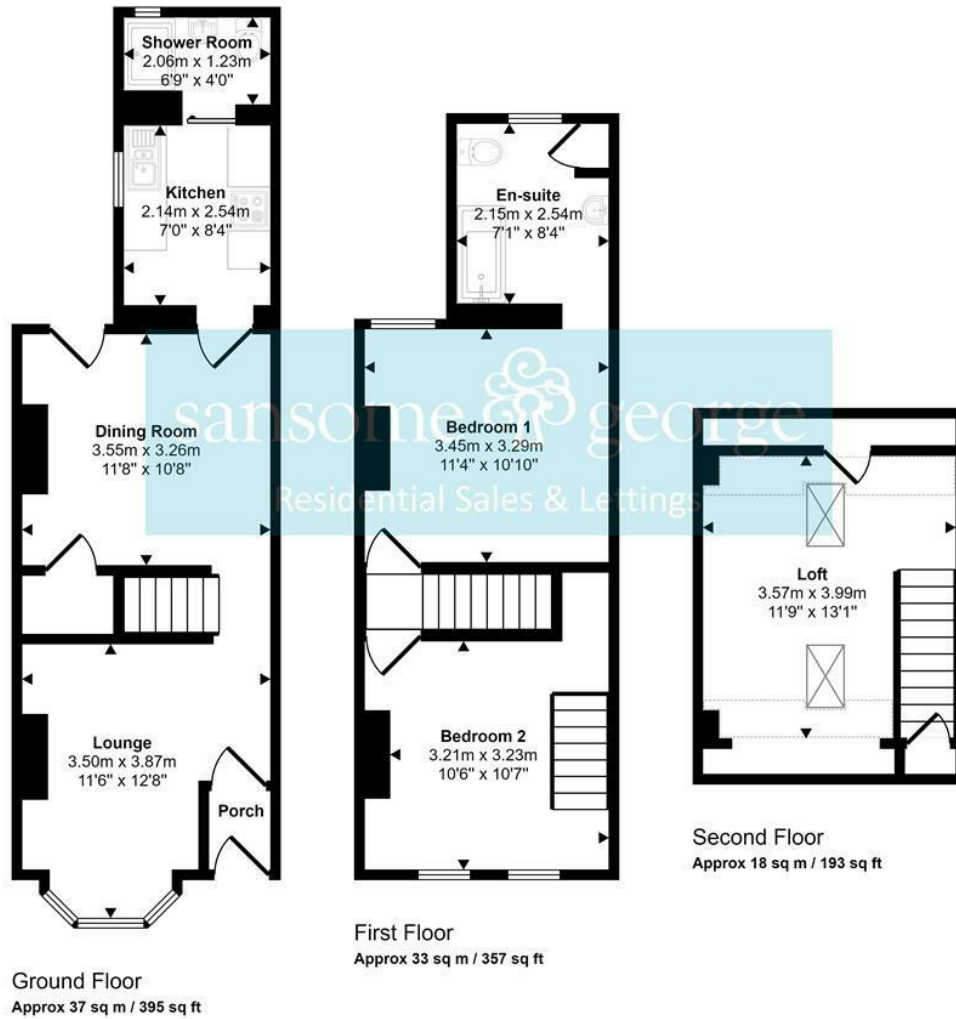 Shower Room
2.06m x 1.23m
6'9" x 4'0"
Kitchen
2.14m x 2.54m
7'0" x 8'4"
Dining Room
3.55m x 3.26m
11'8" x 10'8"
Lounge
3.50m x 3.87m
11'6" x 12'8"
Porch
Ground Floor
Approx 37 sq m / 395 sq ft
En-suite
2.15m x 2.54m
7'1" x 8'4"
Bedroom 1
3.45m x 3.29m
11'4" x 10'10"
Bedroom 2
3.21m x 3.23m
10'6" x 10'7"
First Floor
Approx 33 sq m / 357 sq ft
Loft
3.57m x 3.99m
11'9" x 13'1"
Second Floor
Approx 18 sq m / 193 sq ft
sansome george
Residential Sales & Lettings